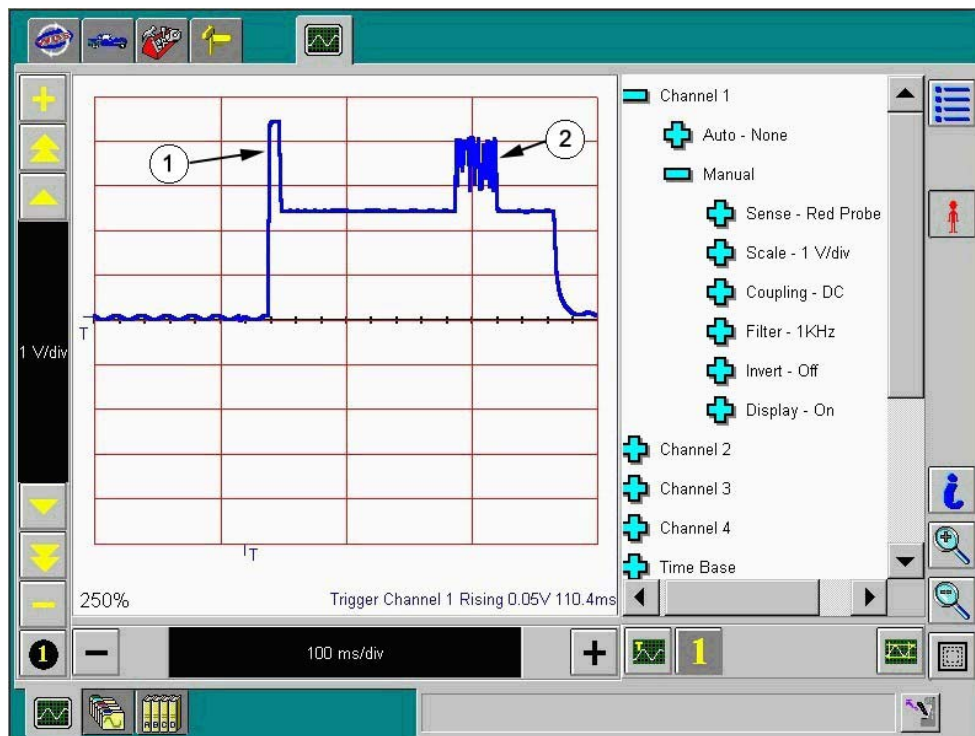 Channel 1
Auto - None
Manual
Sense - Red Probe
Scale - 1 V/div
Coupling - DC
Filter - 1KHz
Invert - Off
Display - On
Channel 2
Channel 3
Channel 4
Time Base
1
2
T
1 V/div
T
250%
Trigger Channel 1 Rising 0.05V 110.4ms
1
100 ms/div
1
A B C D